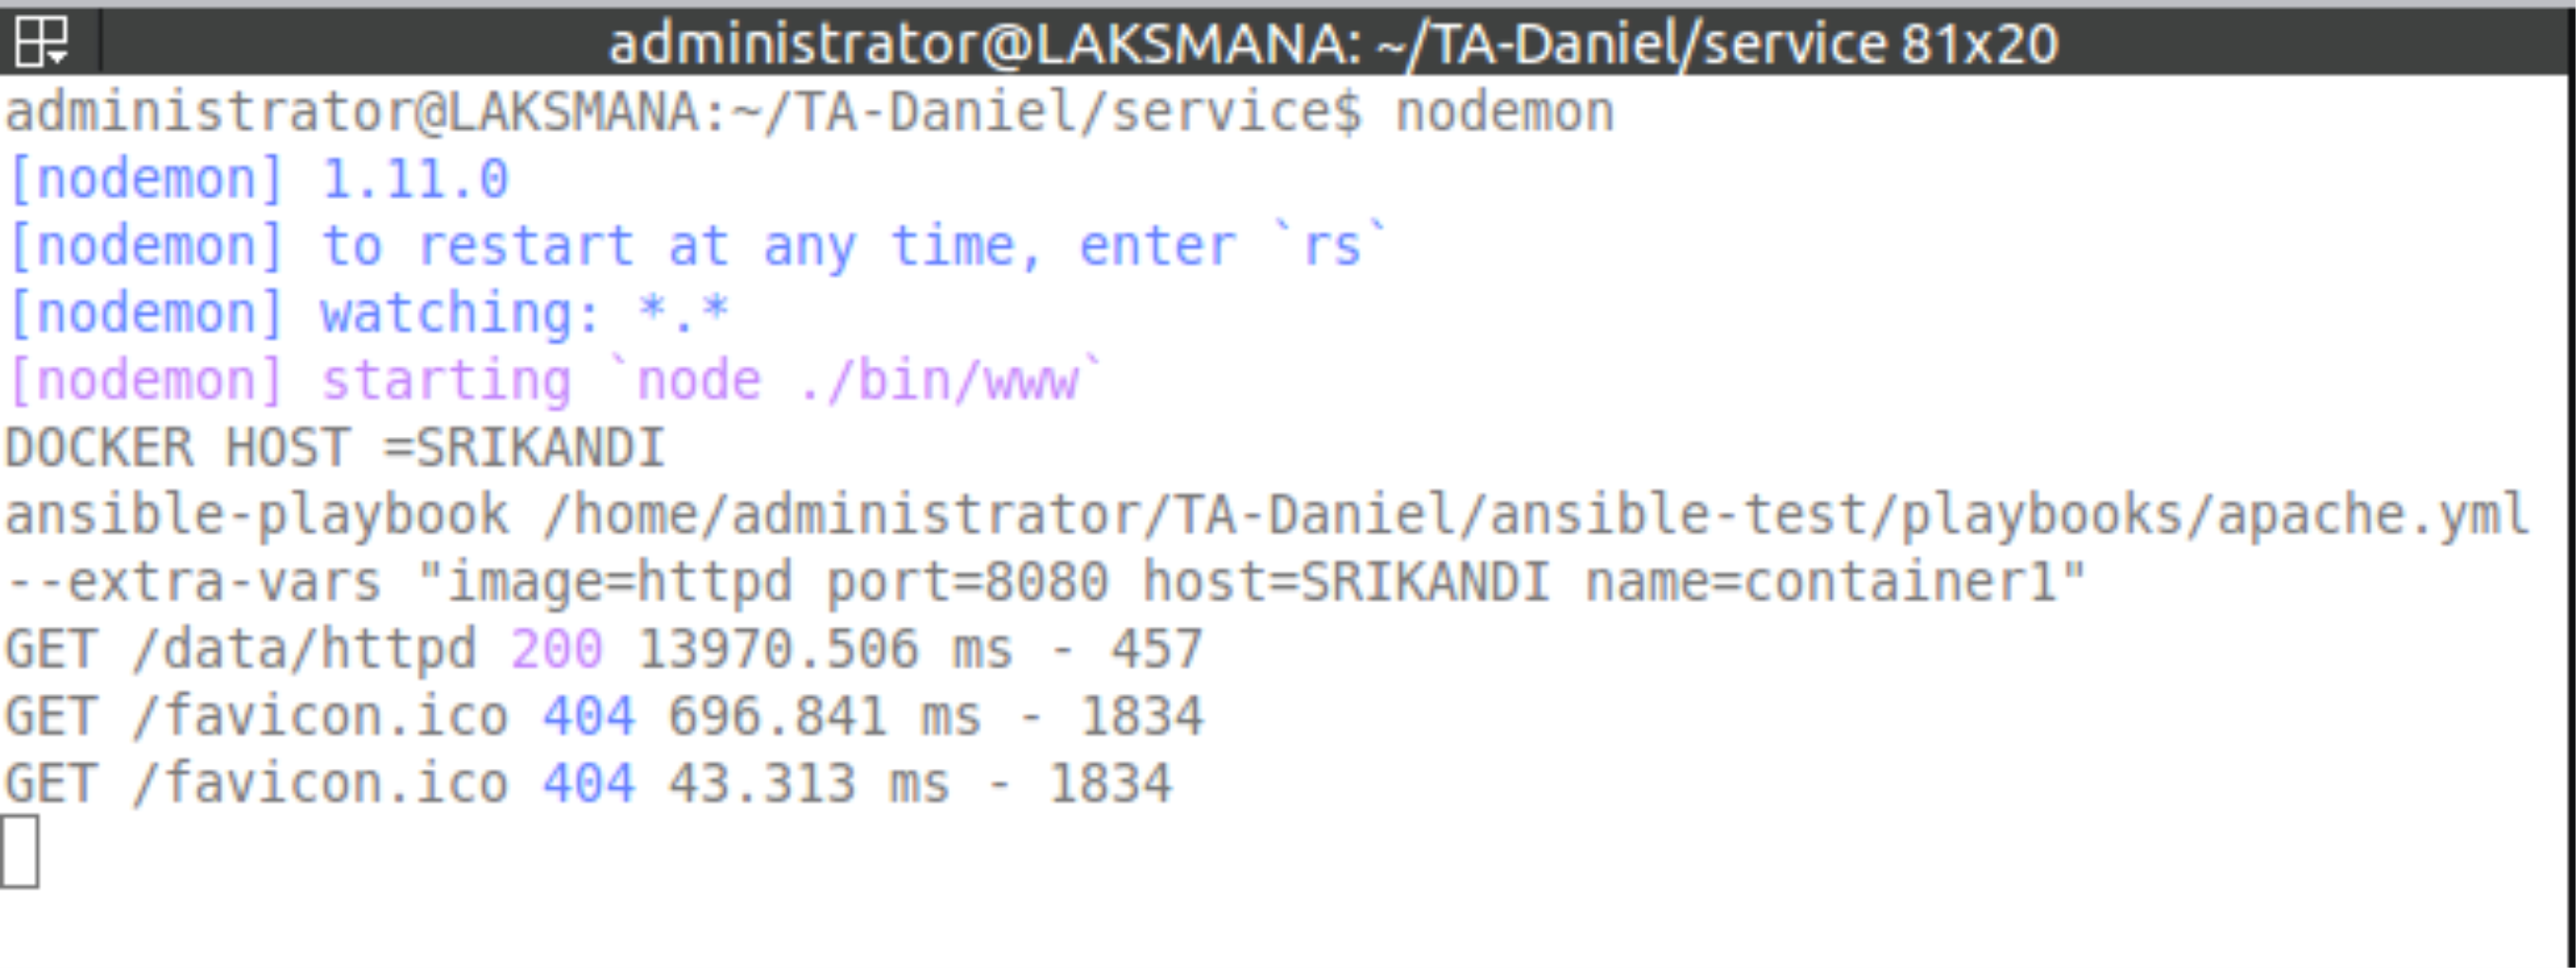 administrator@LAKSMANA: ~/TA-Daniel/service 81x20
administrator@LAKSMANA:~/TA-Daniel/service$ nodemon
[nodemon] 1.11.0
[nodemon] to restart at any time, enter `rs`
[nodemon] watching: *.*
[nodemon] starting `node ./bin/www`
DOCKER HOST =SRIKANDI
ansible-playbook /home/administrator/TA-Daniel/ansible-test/playbooks/apache.yml
--extra-vars "image=httpd port=8080 host=SRIKANDI name=container1"
GET /data/httpd 200 13970.506 ms - 457
GET /favicon.ico 404 696.841 ms - 1834
GET /favicon.ico 404 43.313 ms - 1834